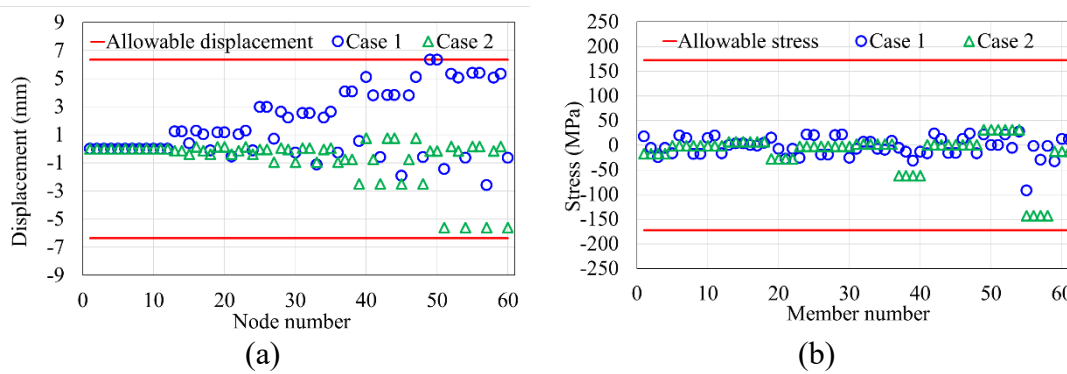 9
7
5
3
1
-1
-3
-5
-7
-9
Displacement (mm)
Allowable displacement Case 1 Case 2
0 10 20 30 40 50 60
Node number
(a)
250
200
150
100
50
0
-50
-100
-150
-200
-250
Stress (MPa)
Allowable stress Case 1 Case 2
0 10 20 30 40 50 60
Member number
(b)